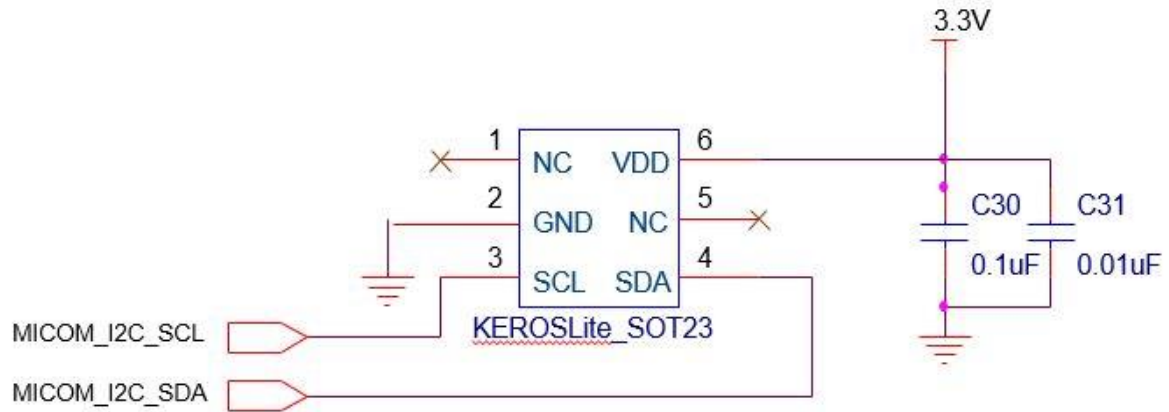 3.3V
1 NC VDD 6
2 GND NC 5
3 SCL SDA 4
KEROSLite_SOT23
C30 C31
0.1uF 0.01uF
MICOM_I2C_SCL
MICOM_I2C_SDA